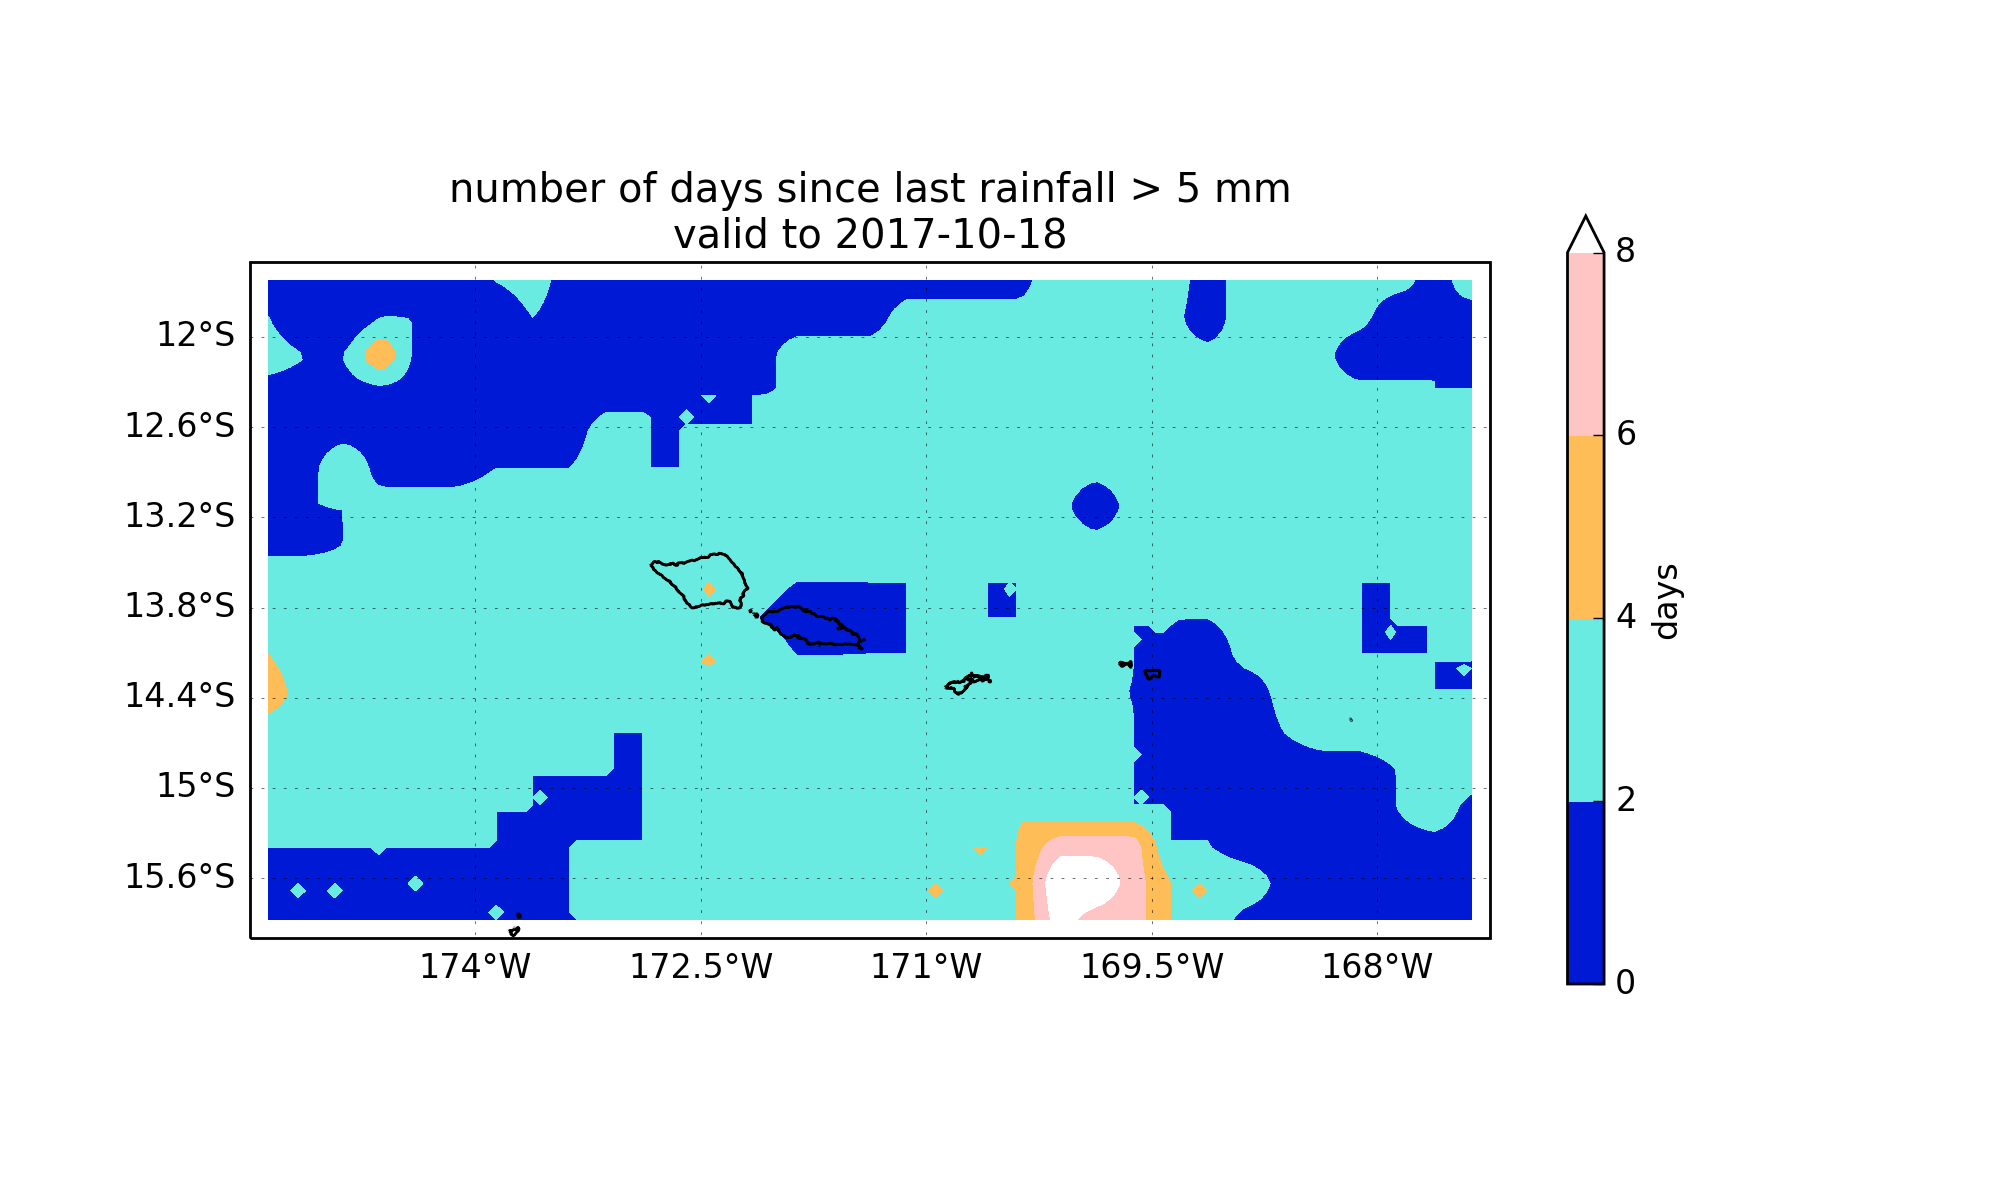 number of days since last rainfall > 5 mm
valid to 2017-10-18
12°S
12.6°S
13.2°S
13.8°S
14.4°S
15°S
15.6°S
174°W
172.5°W
171°W
169.5°W
168°W
8
6
4
2
0
days